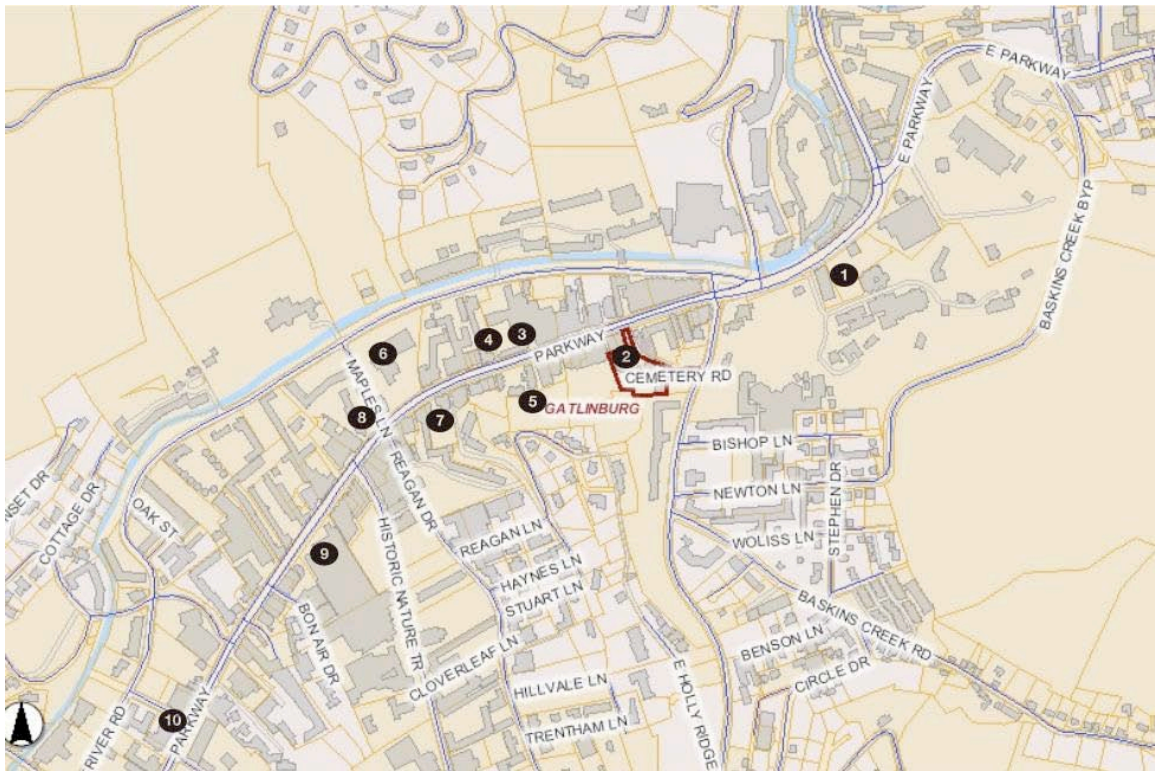 E PARKWAY
E PARKWAY
BASKINS CREEK BYP
1
2
3
4
PARKWAY
CEMETERY RD
5
GATLINBURG
6
MAPLES LN
7
8
REAGAN DR
BISHOP LN
NEWTON LN
STEPHEN DR
WOLISS LN
COTTAGE DR
OAK ST
REAGAN LN
HAYNES LN
STUART LN
HISTORIC NATURE TR
9
BON AIR DR
CLOVERLEAF LN
BASKINS CREEK RD
BENSON LN
CIRCLE DR
HILLVALE LN
TRENTHAM LN
E HOLLY RIDGE
10
PARKWAY
RIVER RD
NSET DR